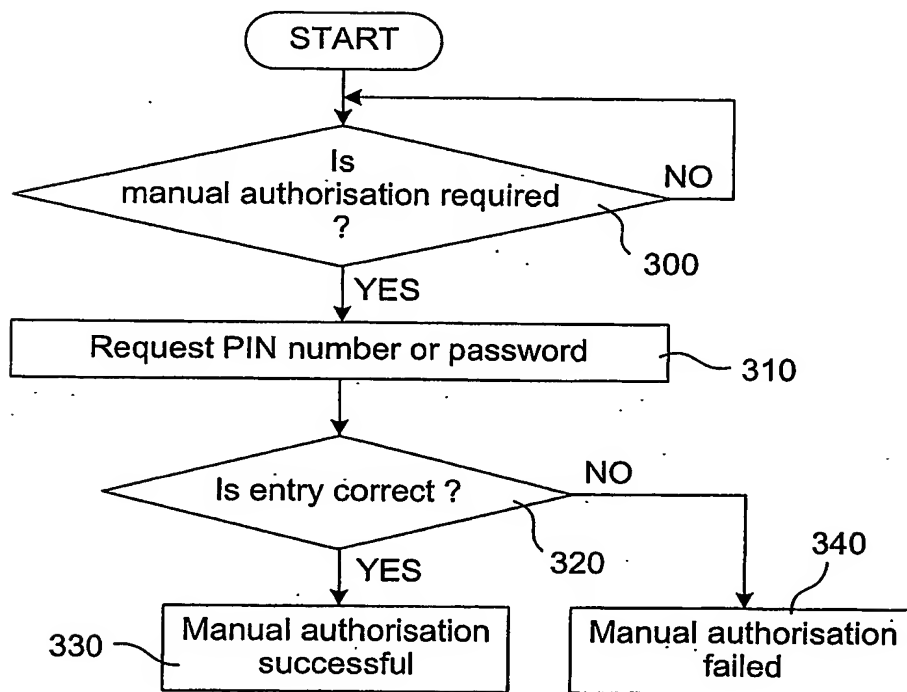 START
Is
manual authorisation required
?
NO
300
YES
Request PIN number or password
310
Is entry correct ?
NO
320
YES
340
330
Manual authorisation
successful
Manual authorisation
failed